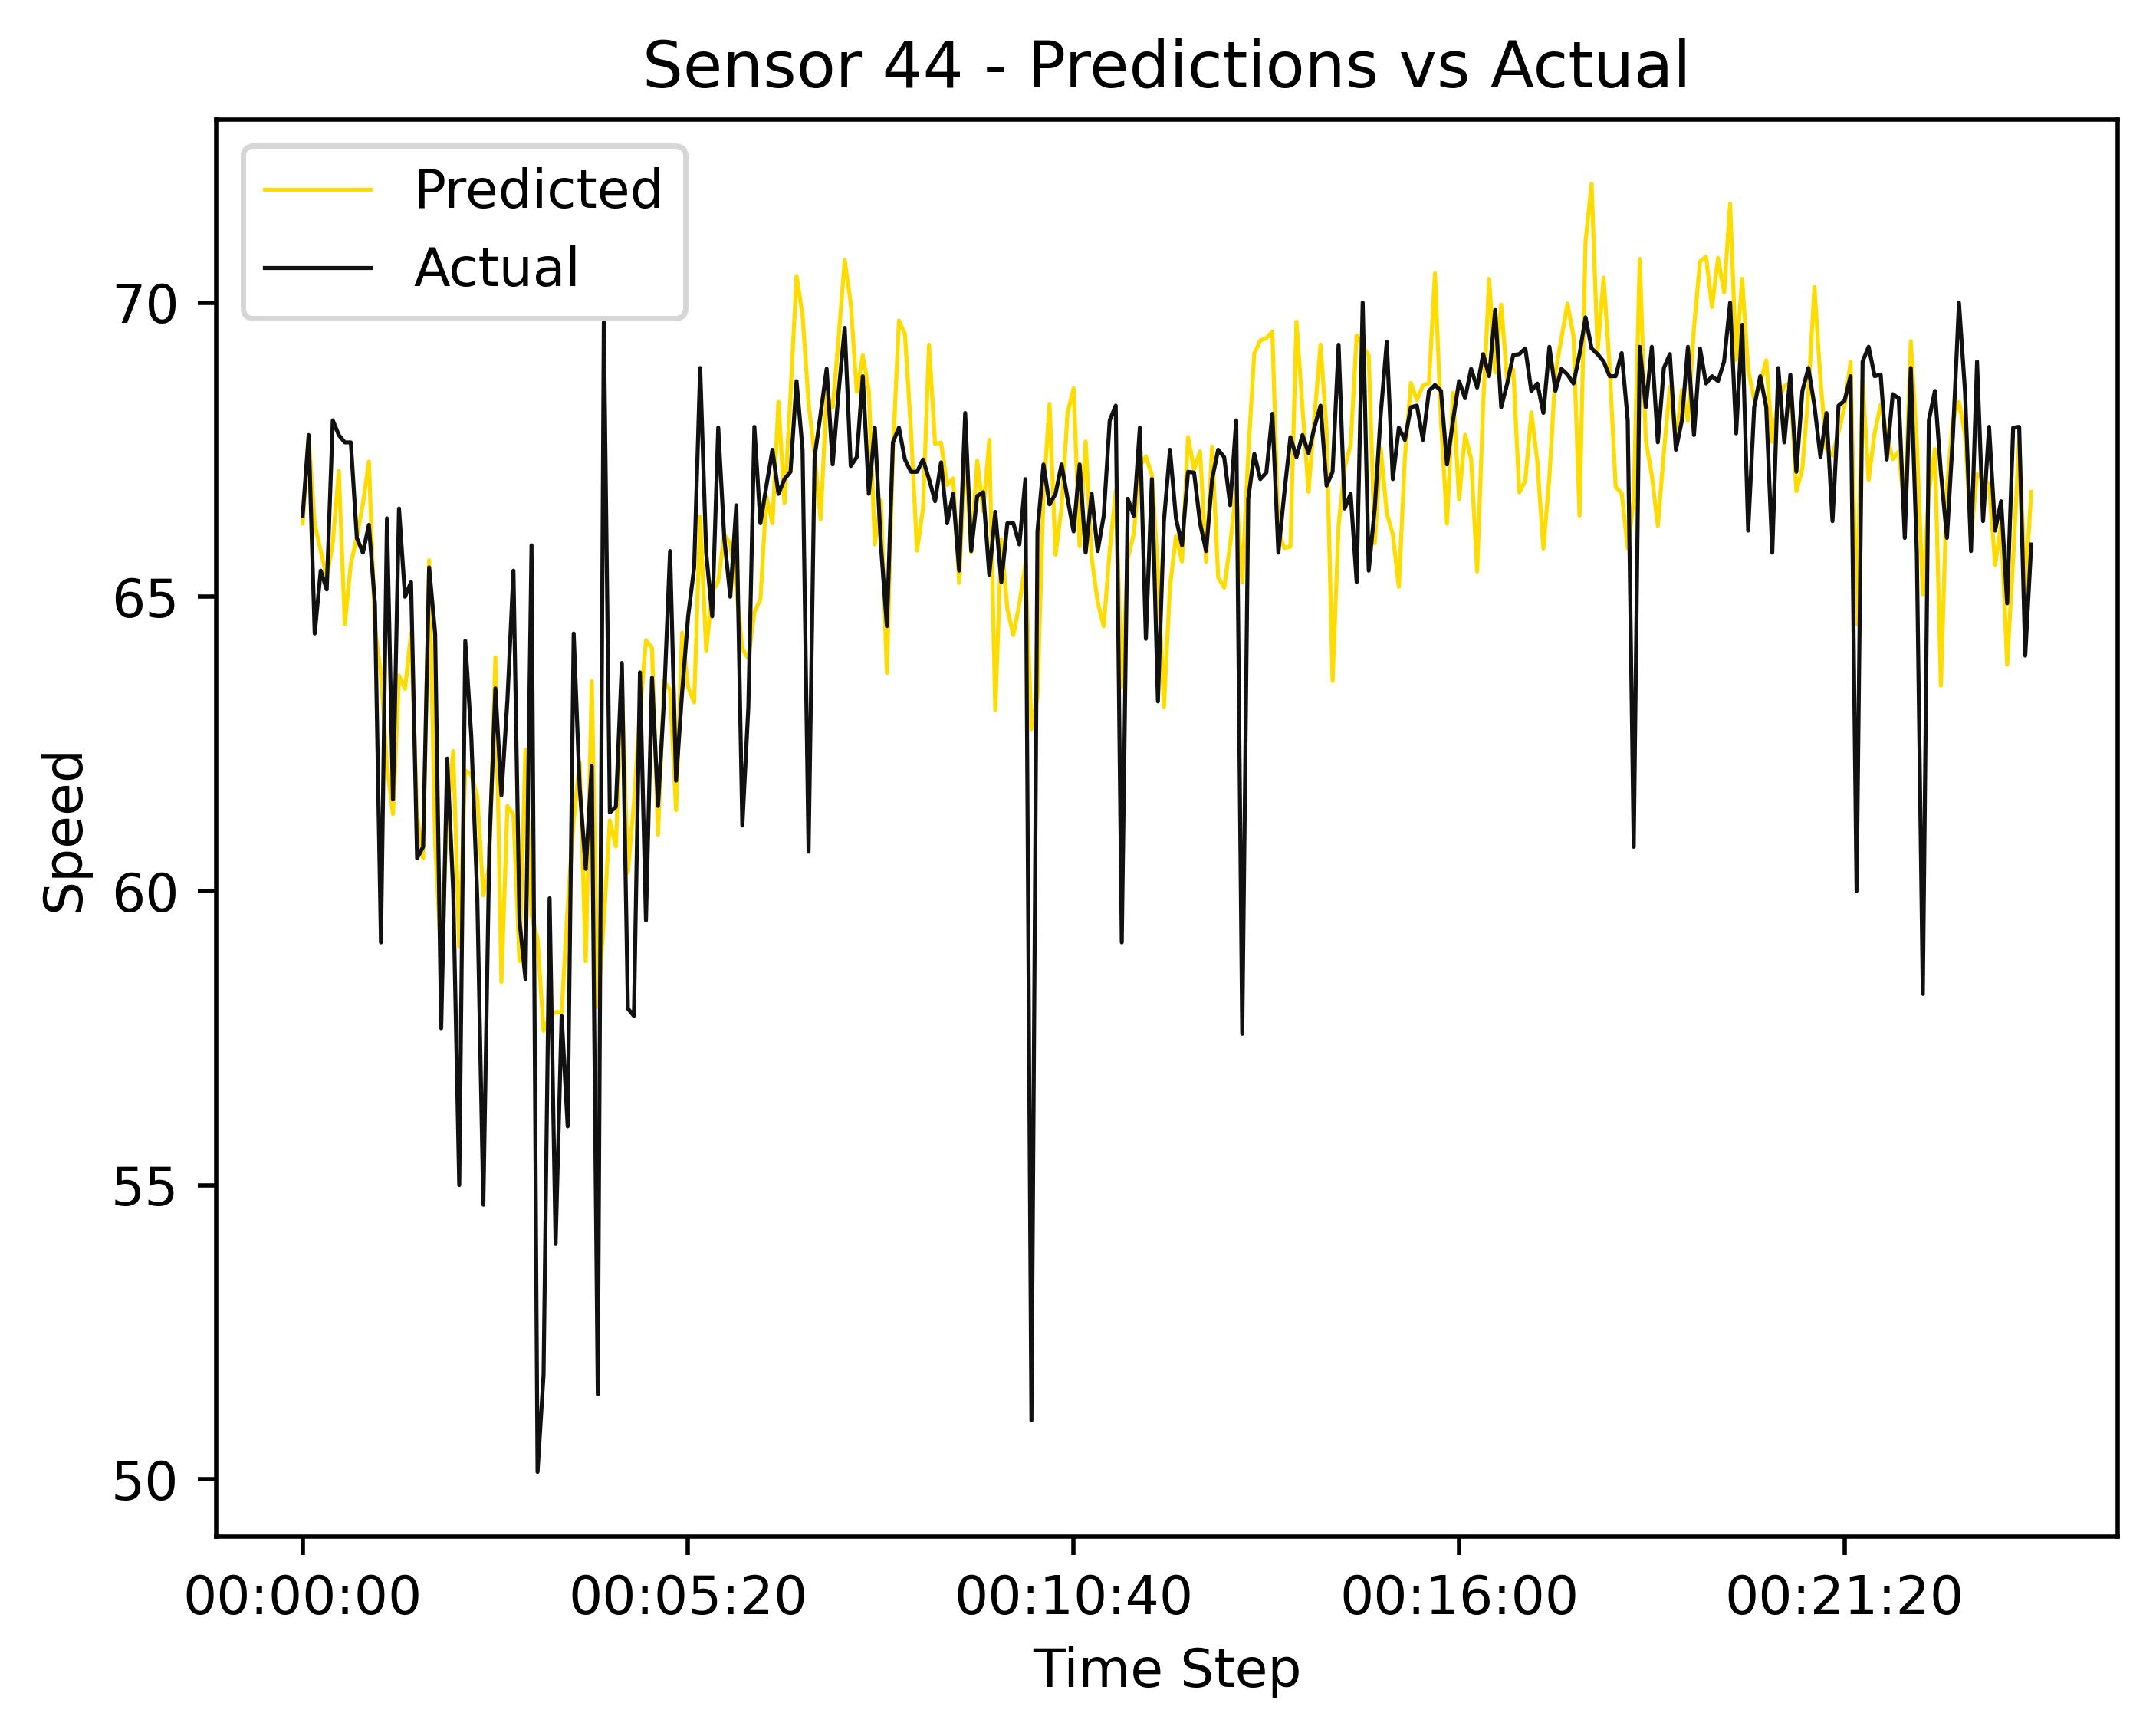 Sensor 44 - Predictions vs Actual
Predicted
Actual
70
65
60
55
50
Speed
00:00:00 00:05:20 00:10:40 00:16:00 00:21:20
Time Step